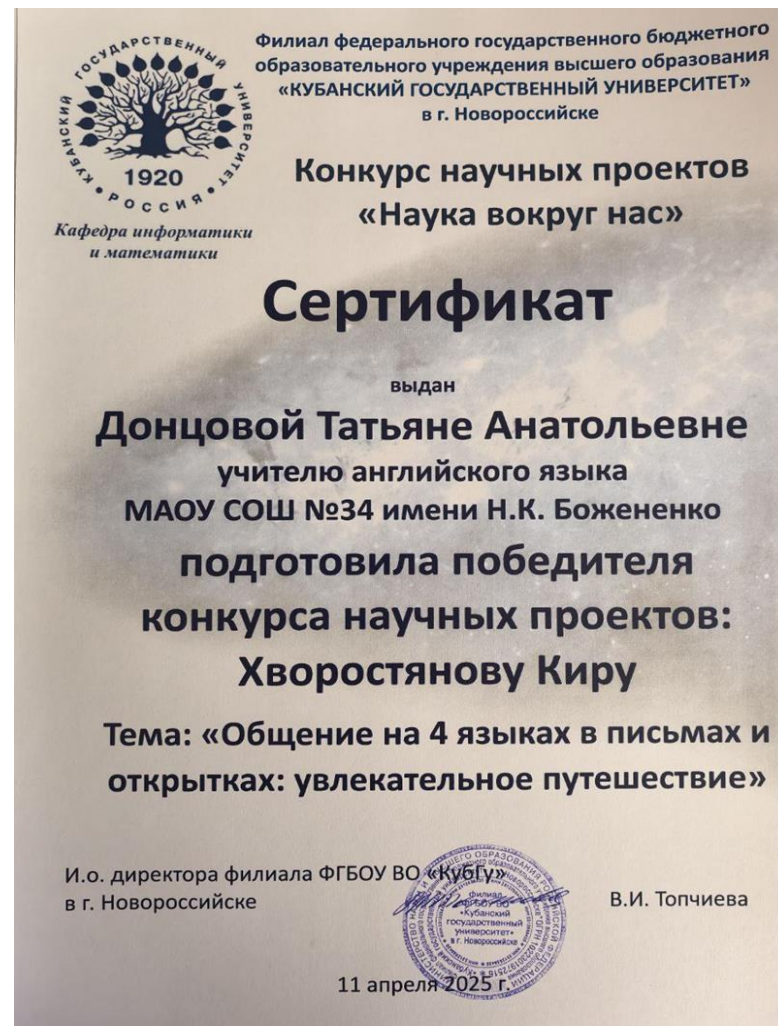 Филиал федерального государственного бюджетного
образовательного учреждения высшего образования
«КУБАНСКИЙ ГОСУДАРСТВЕННЫЙ УНИВЕРСИТЕТ»
в г. Новороссийске
КУБАНСКИЙ ГОСУДАРСТВЕННЫЙ УНИВЕРСИТЕТ
1920
РОССИЯ
Кафедра информатики
и математики
Конкурс научных проектов
«Наука вокруг нас»
Сертификат
выдан
Донцовой Татьяне Анатольевне
учителю английского языка
МАОУ СОШ №34 имени Н.К. Божененко
подготовила победителя
конкурса научных проектов:
Хворостянову Киру
Тема: «Общение на 4 языках в письмах и
открытках: увлекательное путешествие»
И.о. директора филиала ФГБОУ ВО «КубГу»
в г. Новороссийске
В.И. Топчиева
Филиал
ФГБОУ ВО
«Кубанский
государственный
университет»
в г. Новороссийске
11 апреля 2025 г.